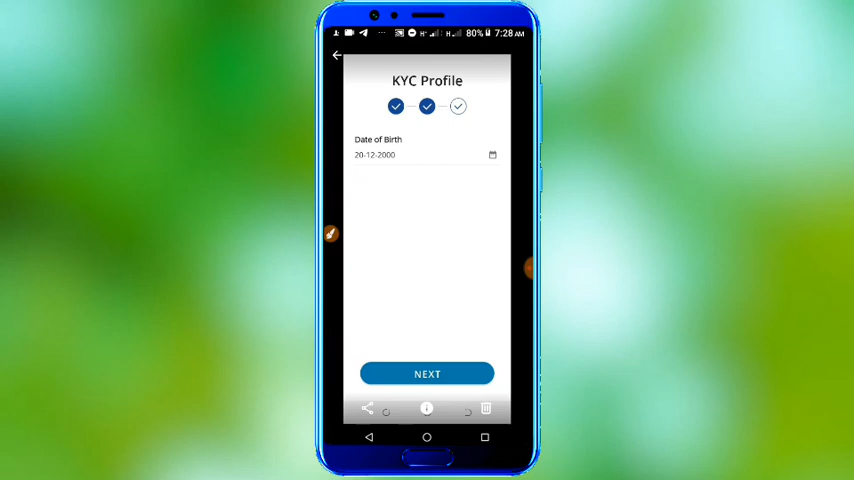 80% 7:28 AM
KYC Profile
Date of Birth
20-12-2000
NEXT